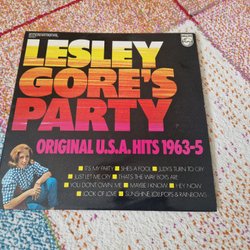 LESLEY
GORE'S
PARTY
ORIGINAL U.S.A. HITS 1963-5
IT'S MY PARTY SHE'S A FOOL JUDY'S TURN TO CRY
JUST LET ME CRY THAT'S THE WAY BOYS ARE
YOU DON'T OWN ME MAYBE I KNOW HEY NOW
LOOK OF LOVE SUNSHINE, LOLLIPOPS & RAINBOWS